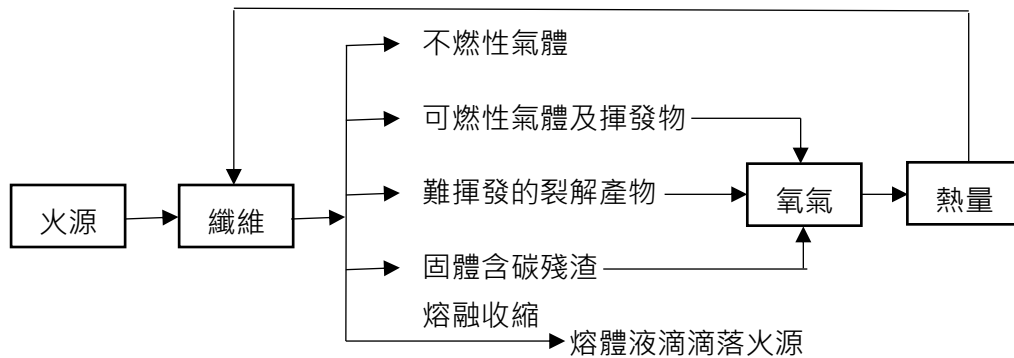 不燃性氣體
可燃性氣體及揮發物
火源
纖維
難揮發的裂解產物
氧氣
熱量
固體含碳殘渣
熔融收縮
熔體液滴滴落火源